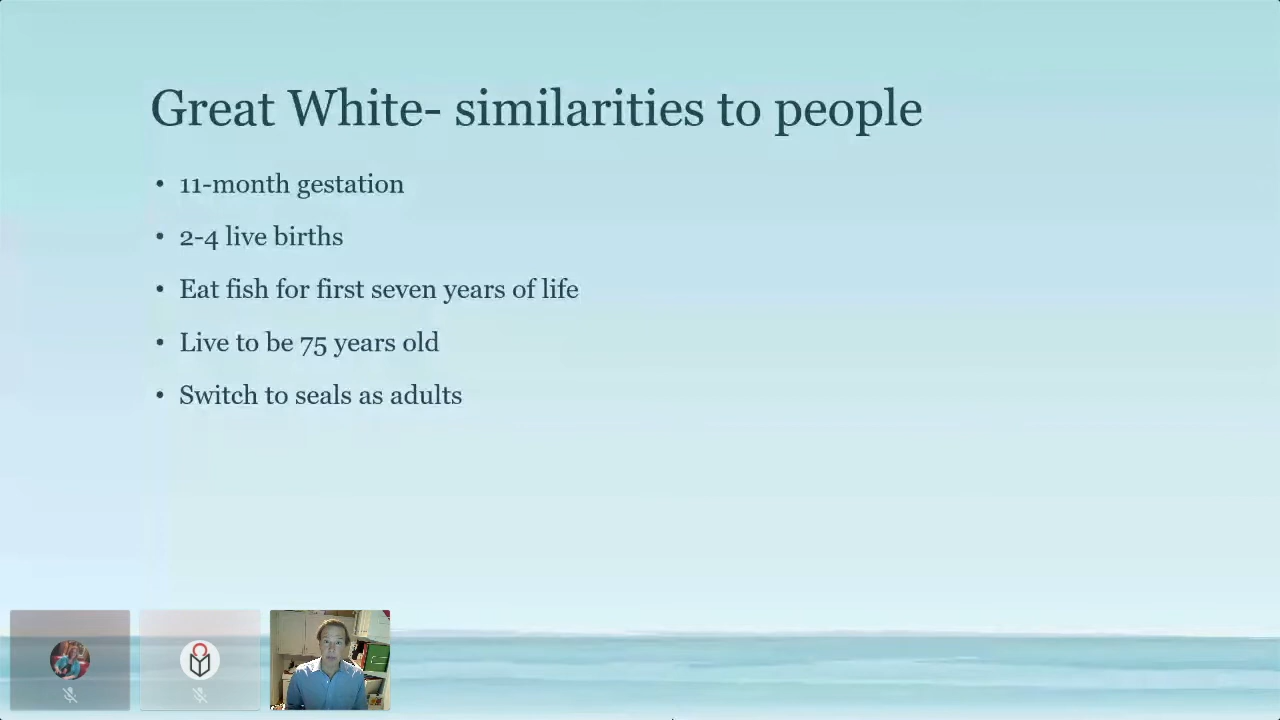 Great White- similarities to people
• 11-month gestation
• 2-4 live births
• Eat fish for first seven years of life
• Live to be 75 years old
• Switch to seals as adults